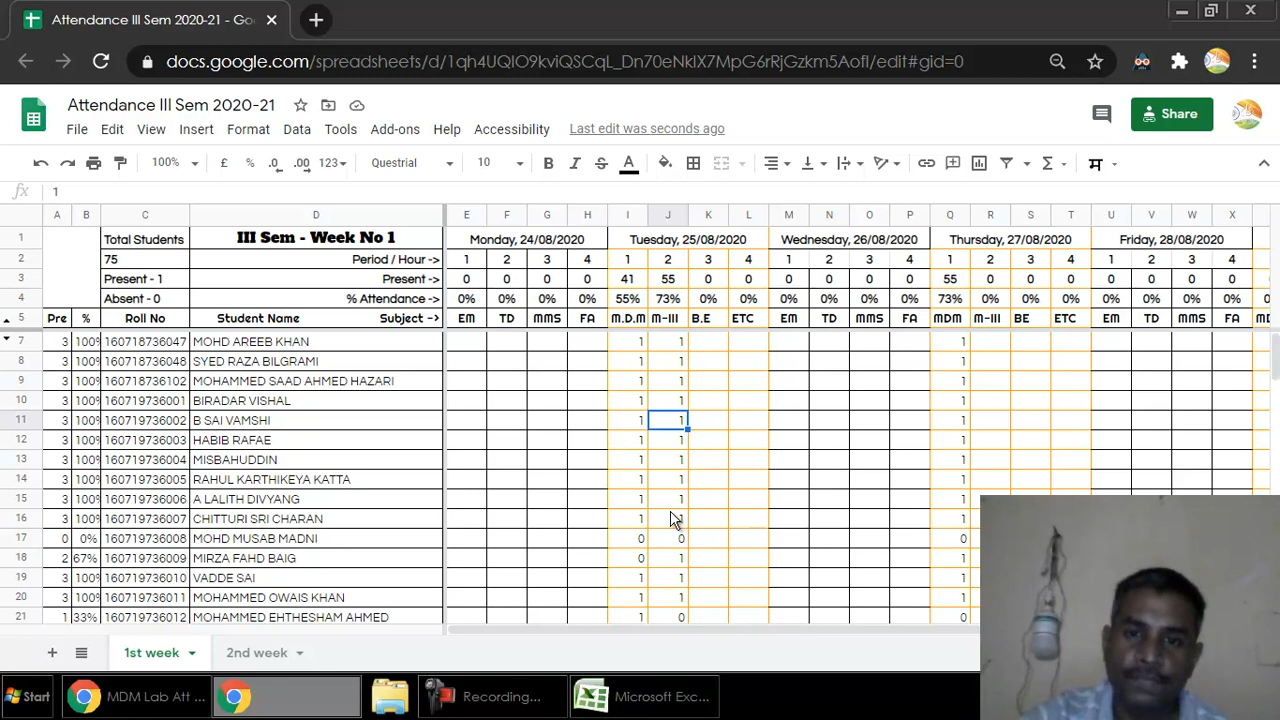 Attendance III Sem 2020-21 - Goo
docs.google.com/spreadsheets/d/1qh4UQIO9kviQSCqL_Dn70eNkIX7MpG6rRjGzkm5AofI/edit#gid=0
Attendance III Sem 2020-21
File Edit View Insert Format Data Tools Add-ons Help Accessibility Last edit was seconds ago
Share
100% £ % .0 .00 123 Questrial 10 B I S A
fx 1
A B C D E F G H I J K L M N O P Q R S T U V W X
1 Total Students III Sem - Week No 1 Monday, 24/08/2020 Tuesday, 25/08/2020 Wednesday, 26/08/2020 Thursday, 27/08/2020 Friday, 28/08/2020
2 75 Period / Hour -> 1 2 3 4 1 2 3 4 1 2 3 4 1 2 3 4 1 2 3 4
3 Present - 1 Present: -> 0 0 0 0 41 55 0 0 0 0 0 0 55 0 0 0 0 0 0 0
4 Absent - 0 % Attendance -> 0% 0% 0% 0% 55% 73% 0% 0% 0% 0% 0% 0% 73% 0% 0% 0% 0% 0% 0% 0%
5 Pre % Roll No Student Name Subject -> EM TD MMS FA M.D.M M-III B.E ETC EM TD MMS FA MDM M-III BE ETC EM TD MMS FA
7 3 100% 160718736047 MOHD AREEB KHAN 1 1 1
8 3 100% 160718736048 SYED RAZA BILGRAMI 1 1 1
9 3 100% 160718736102 MOHAMMED SAAD AHMED HAZARI 1 1 1
10 3 100% 160719736001 BIRADAR VISHAL 1 1 1
11 3 100% 160719736002 B SAI VAMSHI 1 1 1
12 3 100% 160719736003 HABIB RAFAE 1 1 1
13 3 100% 160719736004 MISBAHUDDIN 1 1 1
14 3 100% 160719736005 RAHUL KARTHIKEYA KATTA 1 1 1
15 3 100% 160719736006 A LALITH DIVYANG 1 1 1
16 3 100% 160719736007 CHITTURI SRI CHARAN 1 1 1
17 0 0% 160719736008 MOHD MUSAB MADNI 0 0 0
18 2 67% 160719736009 MIRZA FAHD BAIG 0 1 1
19 3 100% 160719736010 VADDE SAI 1 1 1
20 3 100% 160719736011 MOHAMMED OWAIS KHAN 1 1 1
21 1 33% 160719736012 MOHAMMED EHTHESHAM AHMED 1 0 0
1st week 2nd week
Start MDM Lab Att ... Recording... Microsoft Exc...